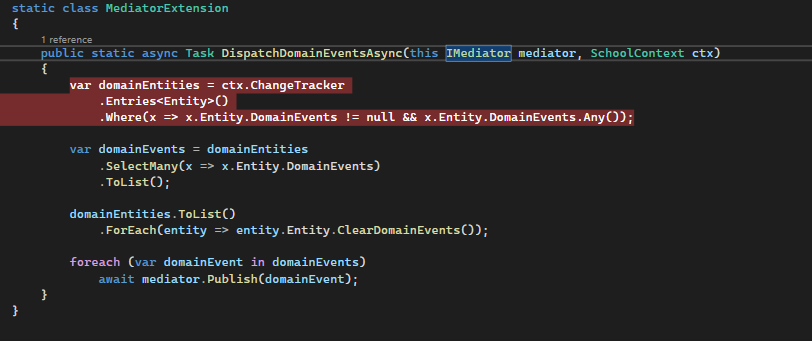 static class MediatorExtension
{
1 reference
public static async Task DispatchDomainEventsAsync(this IMediator mediator, SchoolContext ctx)
{
var domainEntities = ctx.ChangeTracker
.Entries<Entity>()
.Where(x => x.Entity.DomainEvents != null && x.Entity.DomainEvents.Any());
var domainEvents = domainEntities
.SelectMany(x => x.Entity.DomainEvents)
.ToList();
domainEntities.ToList()
.ForEach(entity => entity.Entity.ClearDomainEvents());
foreach (var domainEvent in domainEvents)
await mediator.Publish(domainEvent);
}
}